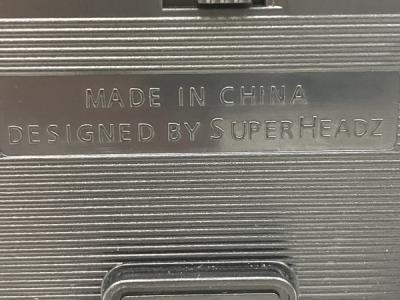 MADE IN CHINA
DESIGNED BY SUPERHEADZ